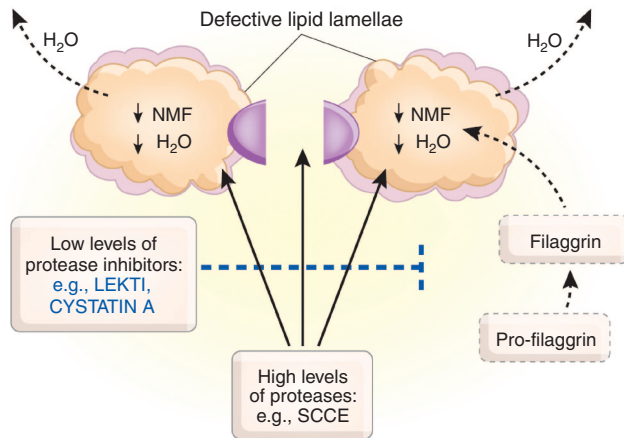 Defective lipid lamellae
H₂O
H₂O
↓ NMF
↓ H₂O
↓ NMF
↓ H₂O
Low levels of
protease inhibitors:
e.g., LEKTI,
CYSTATIN A
Filaggrin
Pro-filaggrin
High levels
of proteases:
e.g., SCCE